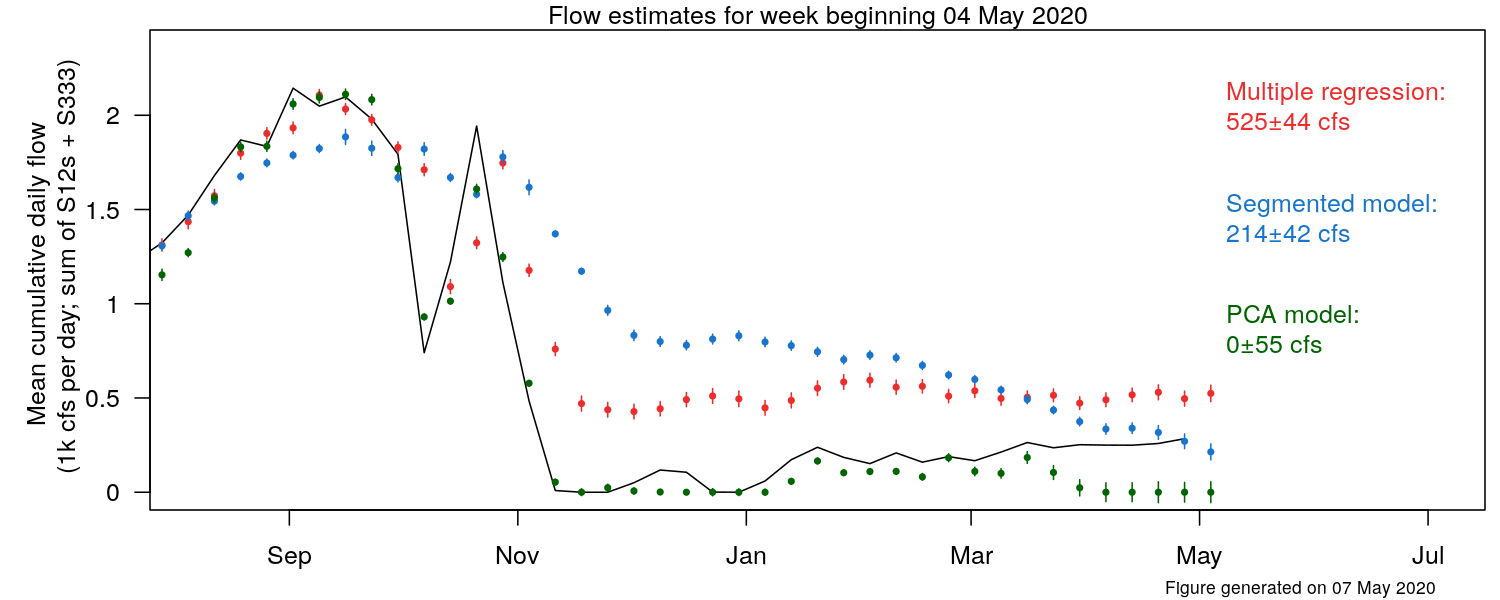 Flow estimates for week beginning 04 May 2020
Mean cumulative daily flow
(1k cfs per day; sum of S12s + S333)
2
1.5
1
0.5
0
Multiple regression:
525±44 cfs
Segmented model:
214±42 cfs
PCA model:
0±55 cfs
Sep Nov Jan Mar May Jul
Figure generated on 07 May 2020